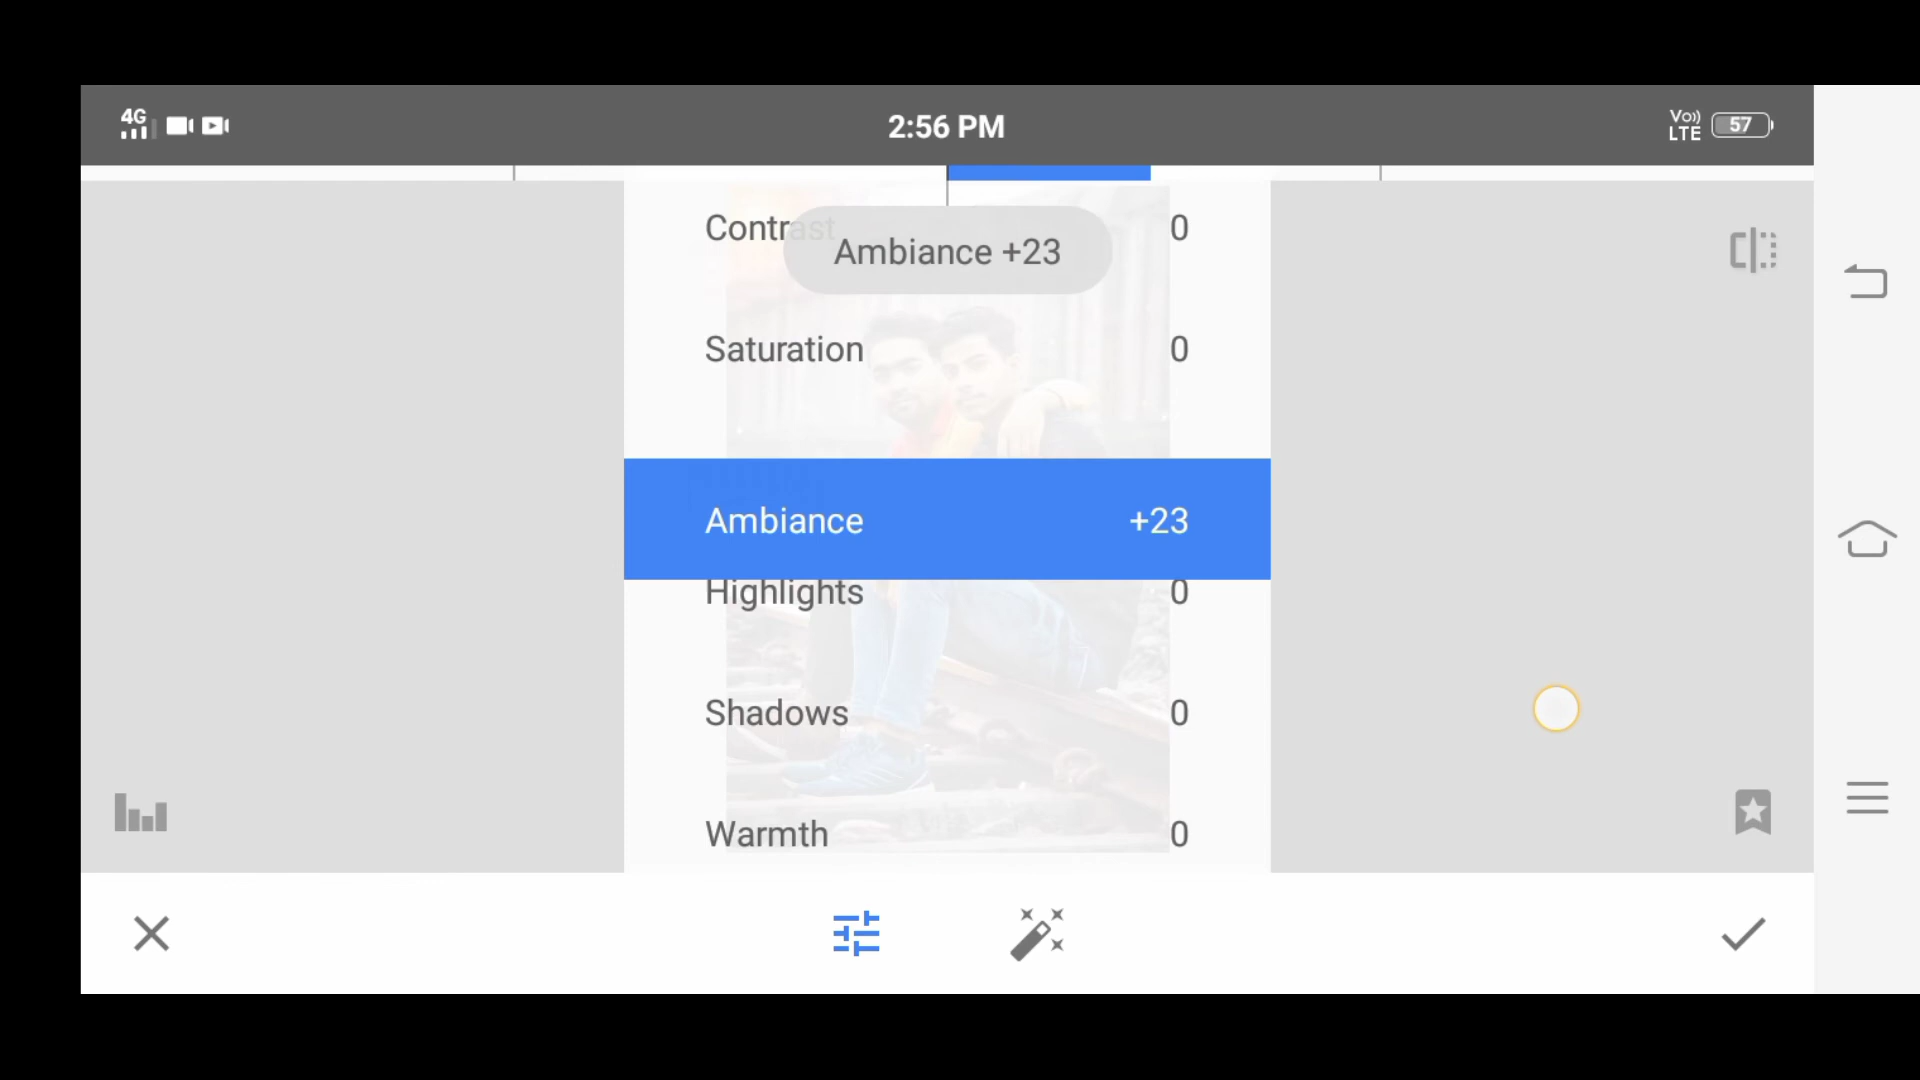 4G
2:56 PM
Vo)) LTE
57
Contrast 0
Ambiance +23
Saturation 0
Ambiance +23
Highlights 0
Shadows 0
Warmth 0